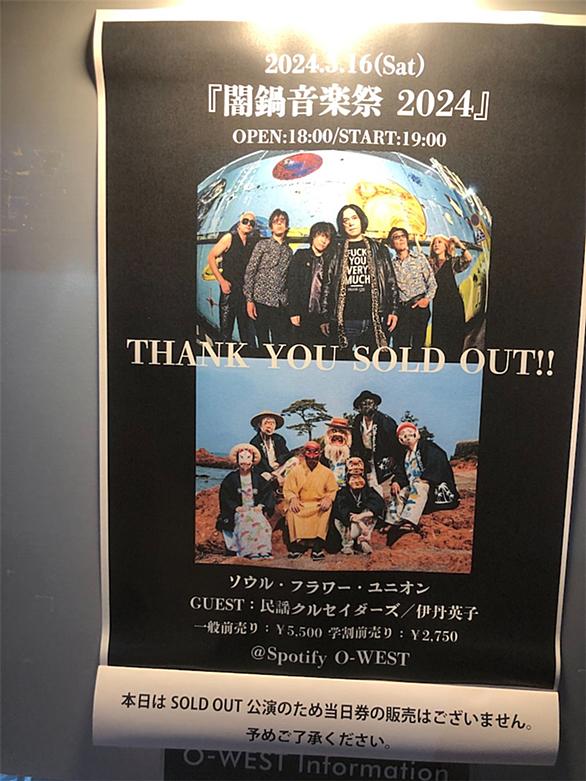 2024.3.16(Sat)
『闇鍋音楽祭 2024』
OPEN:18:00/START:19:00
FUCK
YOU
VERY
MUCH
THANK YOU SOLD OUT!!
ソウル・フラワー・ユニオン
GUEST：民謡クルセイダーズ／伊丹英子
一般前売り：¥5,500 学割前売り：¥2,750
@Spotify O-WEST
本日は SOLD OUT 公演のため当日券の販売はございません。
予めご了承ください。
O-WEST Information